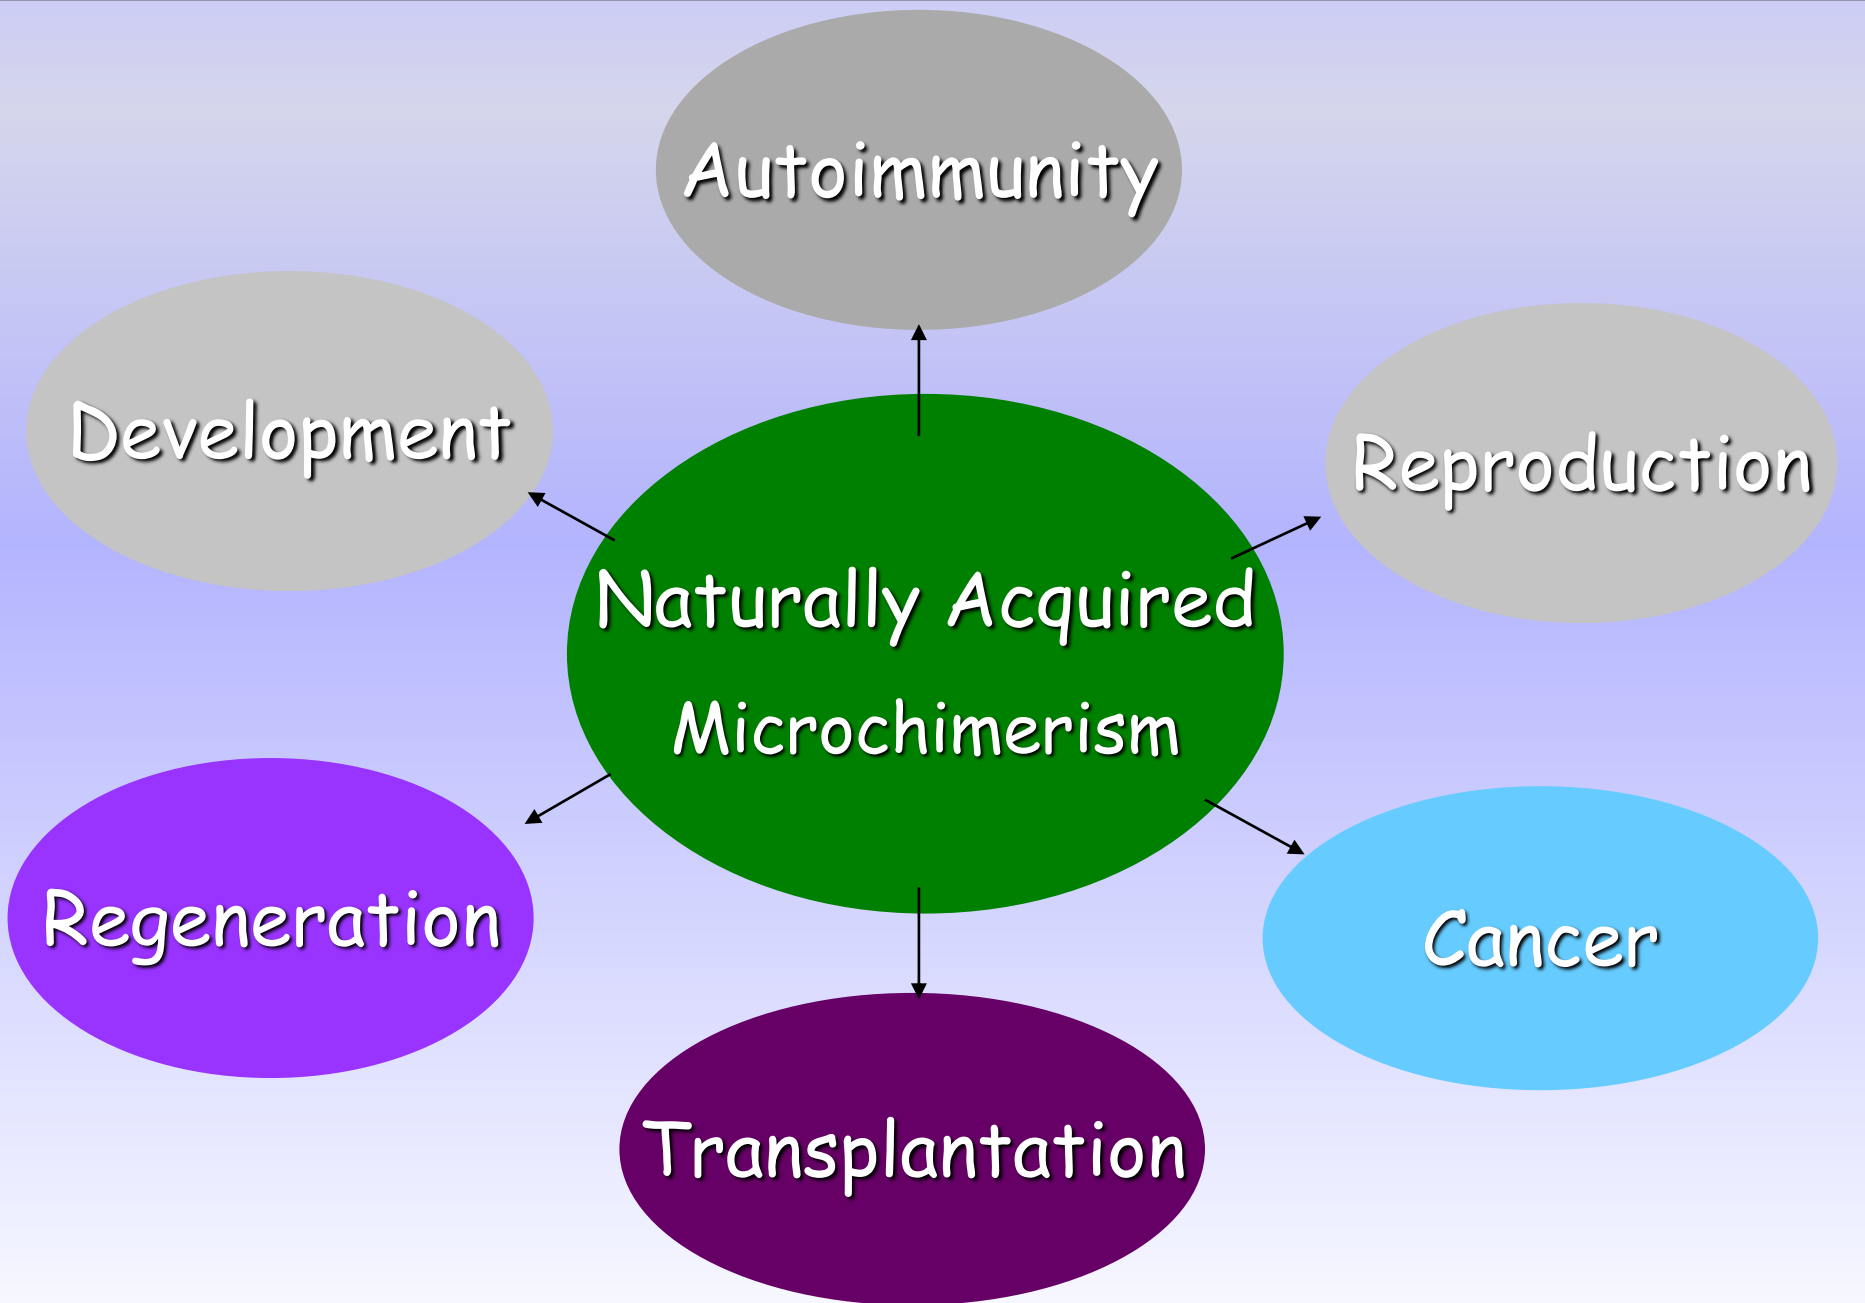 Autoimmunity
Development
Reproduction
Naturally Acquired
Microchimerism
Regeneration
Cancer
Transplantation